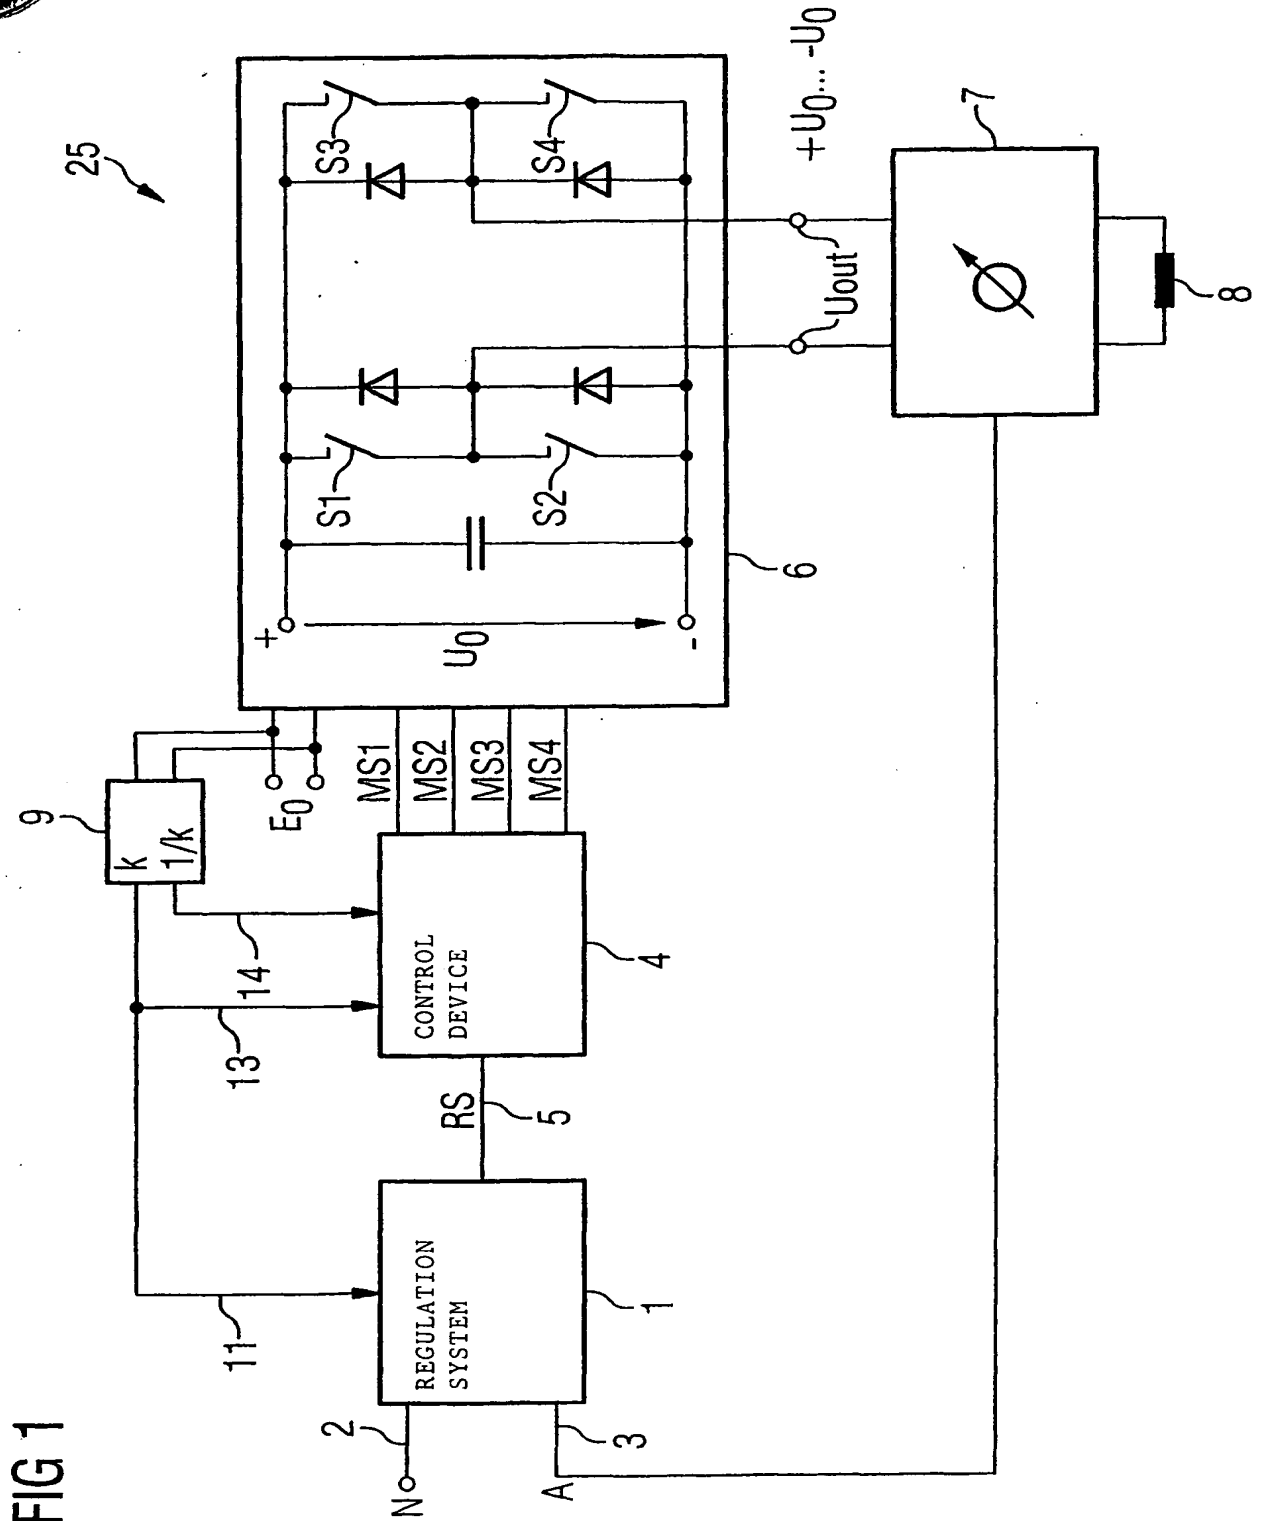 FIG 1
25
9
k
1/k
E0
11
13
14
N
2
A
3
REGULATION
SYSTEM
1
RS
5
CONTROL
DEVICE
4
MS1
MS2
MS3
MS4
+
U0
-
6
S1
S2
S3
S4
Uout
+U0... -U0
7
8